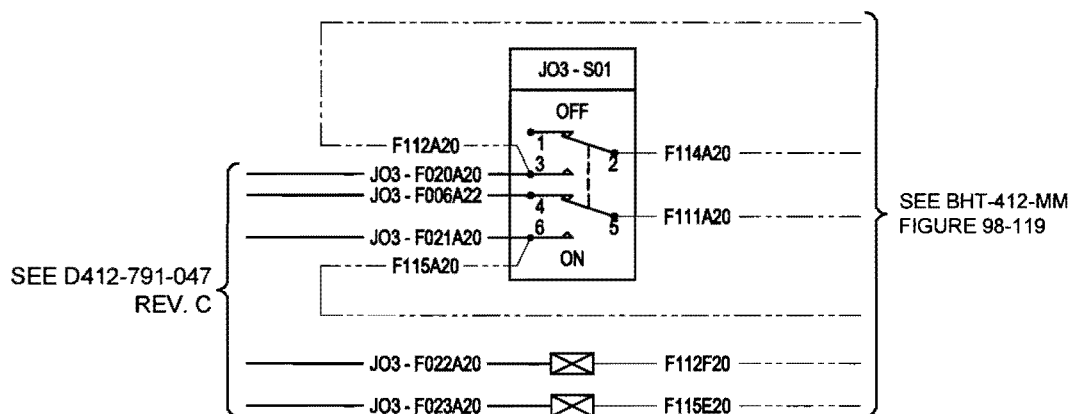 JO3 - S01
OFF
1
F112A20
3
2
F114A20
JO3 - F020A20
JO3 - F006A22
4
SEE BHT-412-MM
FIGURE 98-119
F111A20
6
5
JO3 - F021A20
ON
F115A20
SEE D412-791-047
REV. C
JO3 - F022A20
F112F20
JO3 - F023A20
F115E20